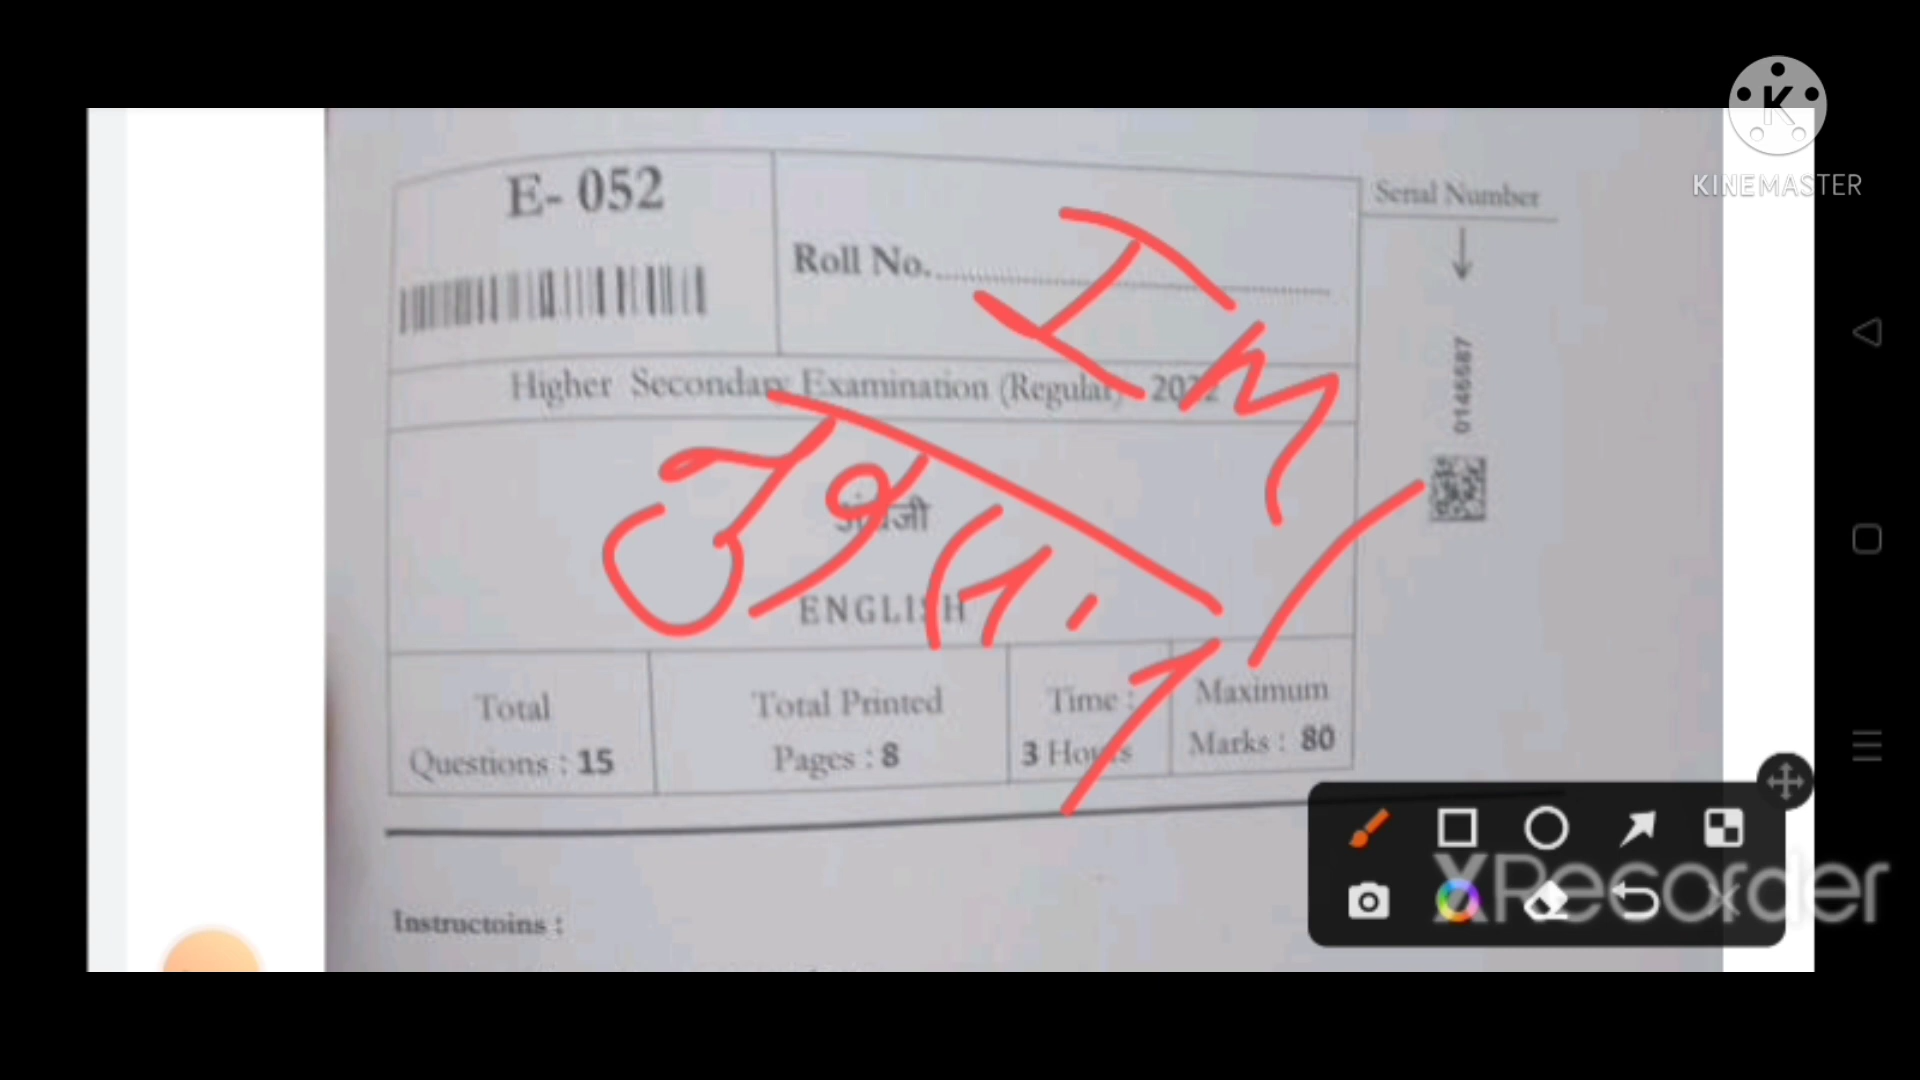 KINEMASTER
E- 052
Roll No.
Serial Number
0146687
Higher Secondary Examination (Regular) - 2022
अंग्रेजी
ENGLISH
Total
Questions : 15
Total Printed
Pages : 8
Time :
3 Hours
Maximum
Marks : 80
XRecorder
Instructoins :